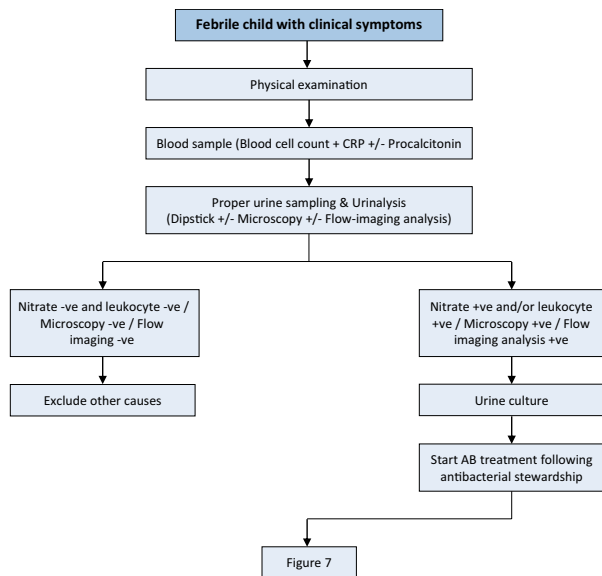 Febrile child with clinical symptoms
Physical examination
Blood sample (Blood cell count + CRP +/- Procalcitonin
Proper urine sampling & Urinalysis
(Dipstick +/- Microscopy +/- Flow-imaging analysis)
Nitrate -ve and leukocyte -ve /
Microscopy -ve / Flow
imaging -ve
Exclude other causes
Nitrate +ve and/or leukocyte
+ve / Microscopy +ve / Flow
imaging analysis +ve
Urine culture
Start AB treatment following
antibacterial stewardship
Figure 7